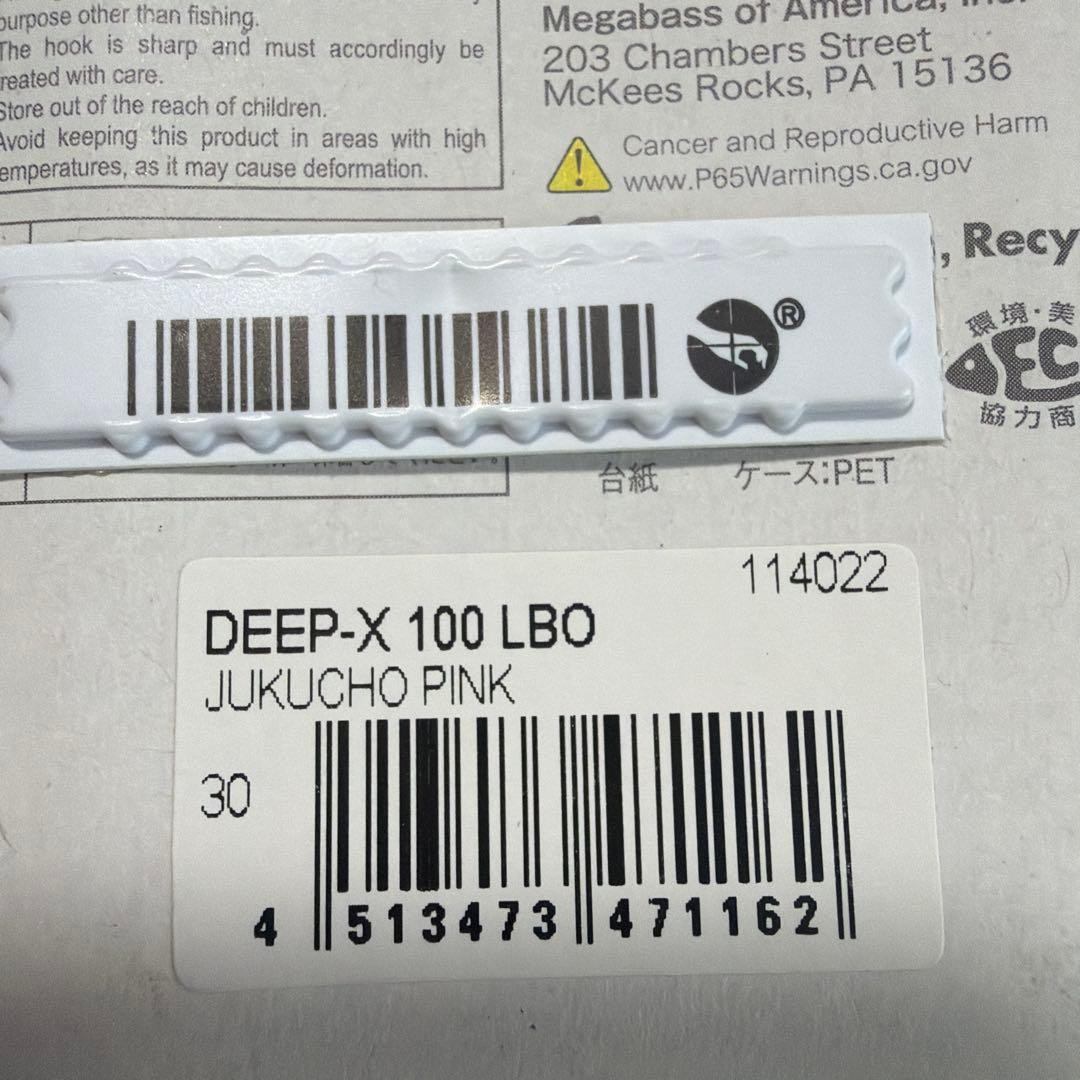 purpose other than fishing.
The hook is sharp and must accordingly be
treated with care.
Store out of the reach of children.
Avoid keeping this product in areas with high
temperatures, as it may cause deformation.
Megabass of America, Inc.
203 Chambers Street
McKees Rocks, PA 15136
Cancer and Reproductive Harm
www.P65Warnings.ca.gov
, Recy
®
環境・美
DEC
協力商
台紙 ケース:PET
114022
DEEP-X 100 LBO
JUKUCHO PINK
30
4 513473 471162